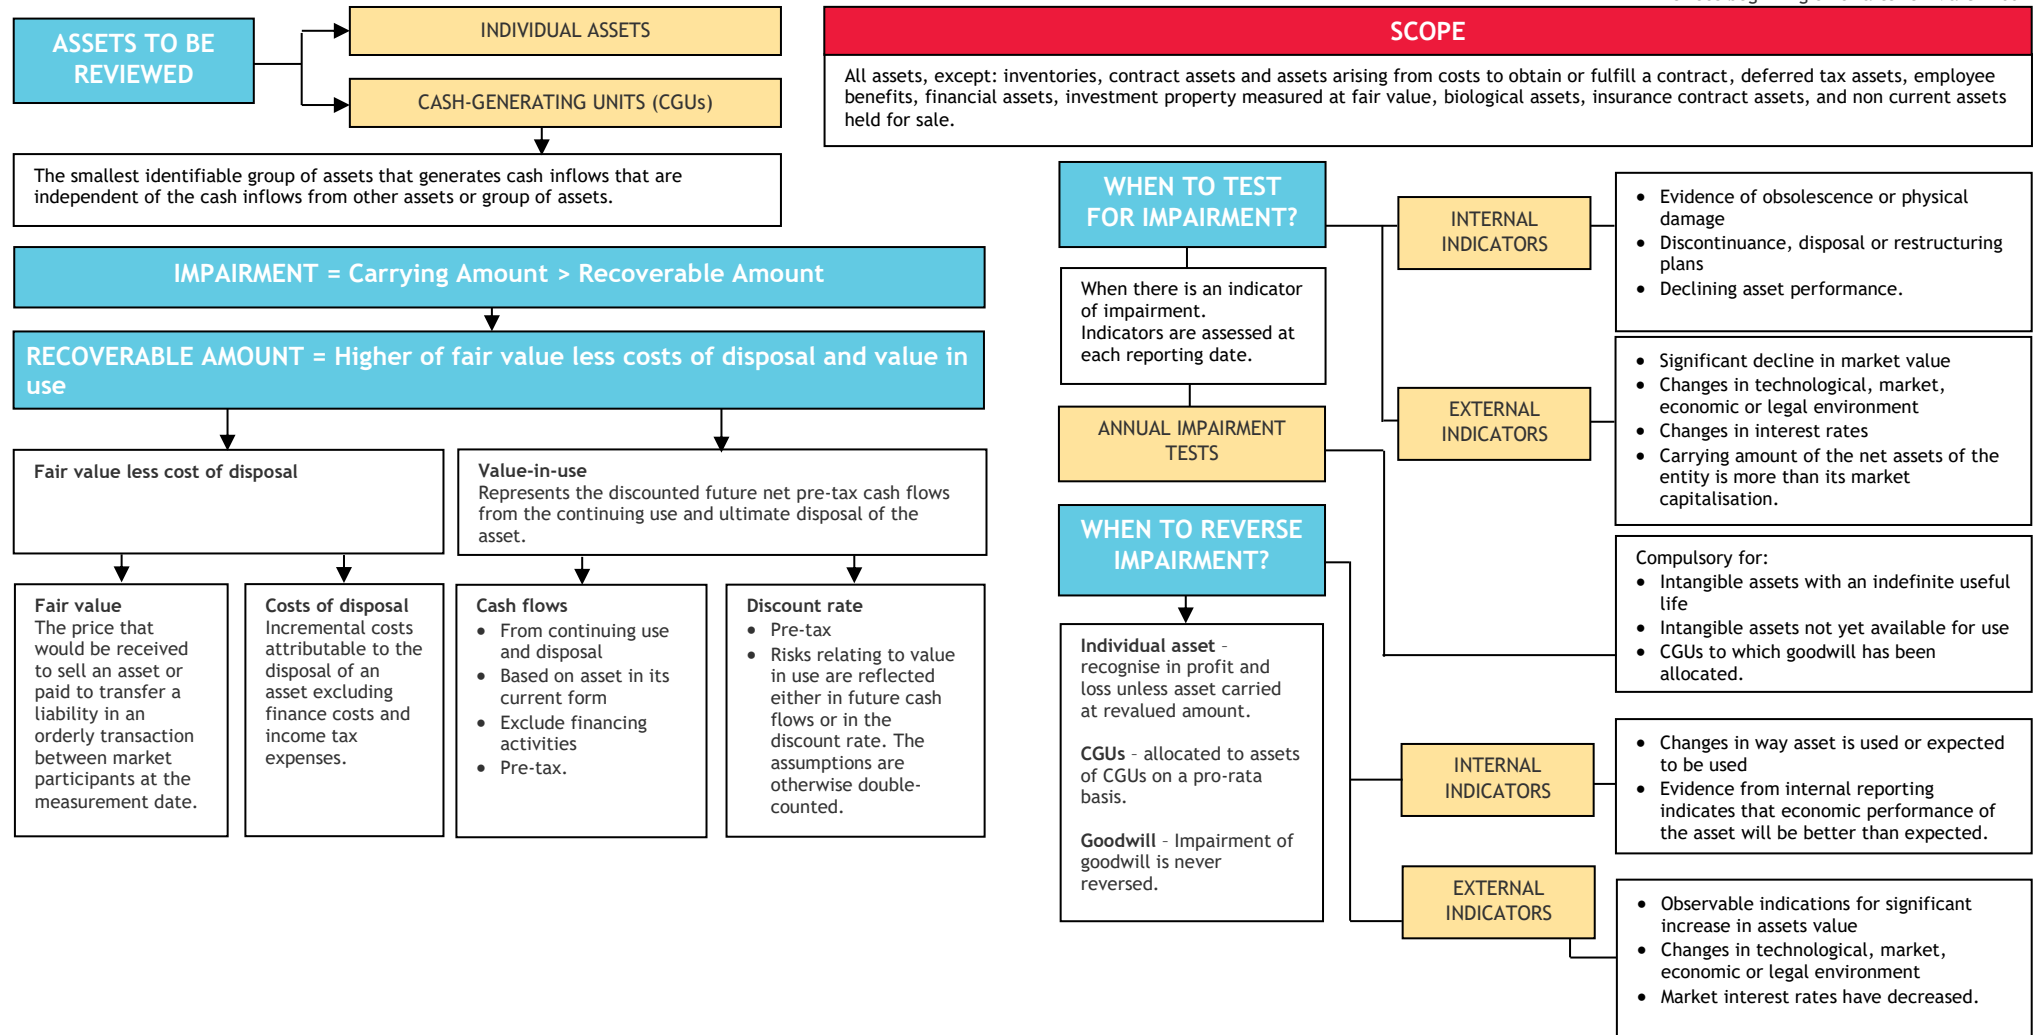 ASSETS TO BE
REVIEWED
INDIVIDUAL ASSETS
CASH-GENERATING UNITS (CGUs)
The smallest identifiable group of assets that generates cash inflows that are
independent of the cash inflows from other assets or group of assets.
SCOPE
All assets, except: inventories, contract assets and assets arising from costs to obtain or fulfill a contract, deferred tax assets, employee
benefits, financial assets, investment property measured at fair value, biological assets, insurance contract assets, and non current assets
held for sale.
IMPAIRMENT = Carrying Amount > Recoverable Amount
RECOVERABLE AMOUNT = Higher of fair value less costs of disposal and value in
use
Fair value less cost of disposal
Value-in-use
Represents the discounted future net pre-tax cash flows
from the continuing use and ultimate disposal of the
asset.
Fair value
The price that
would be received
to sell an asset or
paid to transfer a
liability in an
orderly transaction
between market
participants at the
measurement date.
Costs of disposal
Incremental costs
attributable to the
disposal of an
asset excluding
finance costs and
income tax
expenses.
Cash flows
• From continuing use
and disposal
• Based on asset in its
current form
• Exclude financing
activities
• Pre-tax.
Discount rate
• Pre-tax
• Risks relating to value
in use are reflected
either in future cash
flows or in the
discount rate. The
assumptions are
otherwise double-
counted.
WHEN TO TEST
FOR IMPAIRMENT?
When there is an indicator
of impairment.
Indicators are assessed at
each reporting date.
ANNUAL IMPAIRMENT
TESTS
INTERNAL
INDICATORS
• Evidence of obsolescence or physical
damage
• Discontinuance, disposal or restructuring
plans
• Declining asset performance.
EXTERNAL
INDICATORS
• Significant decline in market value
• Changes in technological, market,
economic or legal environment
• Changes in interest rates
• Carrying amount of the net assets of the
entity is more than its market
capitalisation.
Compulsory for:
• Intangible assets with an indefinite useful
life
• Intangible assets not yet available for use
• CGUs to which goodwill has been
allocated.
WHEN TO REVERSE
IMPAIRMENT?
Individual asset –
recognise in profit and
loss unless asset carried
at revalued amount.
CGUs – allocated to assets
of CGUs on a pro-rata
basis.
Goodwill – Impairment of
goodwill is never
reversed.
INTERNAL
INDICATORS
• Changes in way asset is used or expected
to be used
• Evidence from internal reporting
indicates that economic performance of
the asset will be better than expected.
EXTERNAL
INDICATORS
• Observable indications for significant
increase in assets value
• Changes in technological, market,
economic or legal environment
• Market interest rates have decreased.